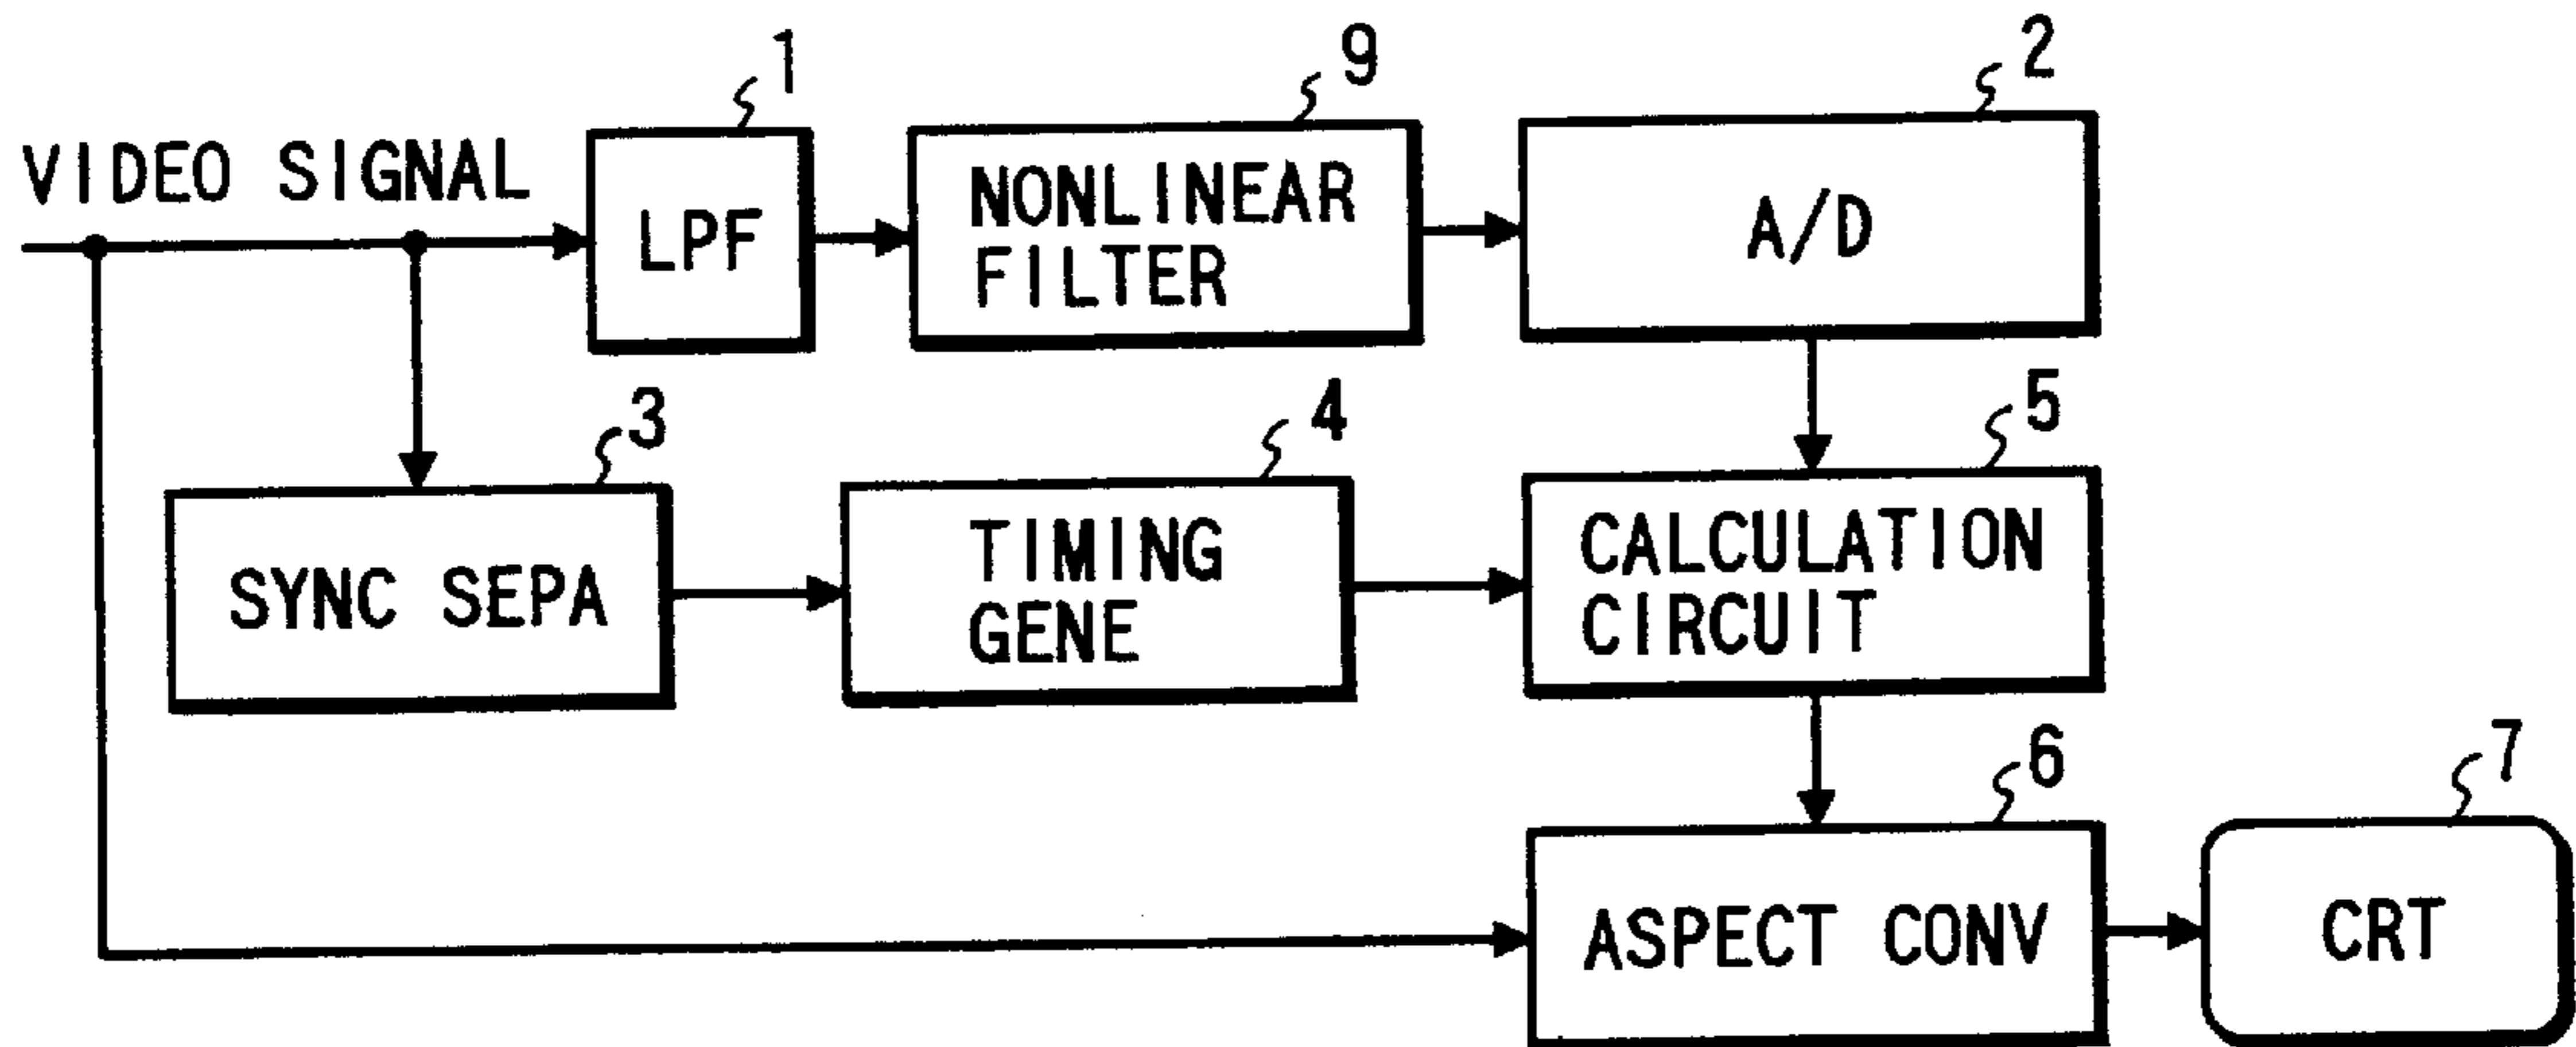 1
9
2
VIDEO SIGNAL
LPF
NONLINEAR
FILTER
A/D
3
4
5
SYNC SEPA
TIMING
GENE
CALCULATION
CIRCUIT
6
7
ASPECT CONV
CRT